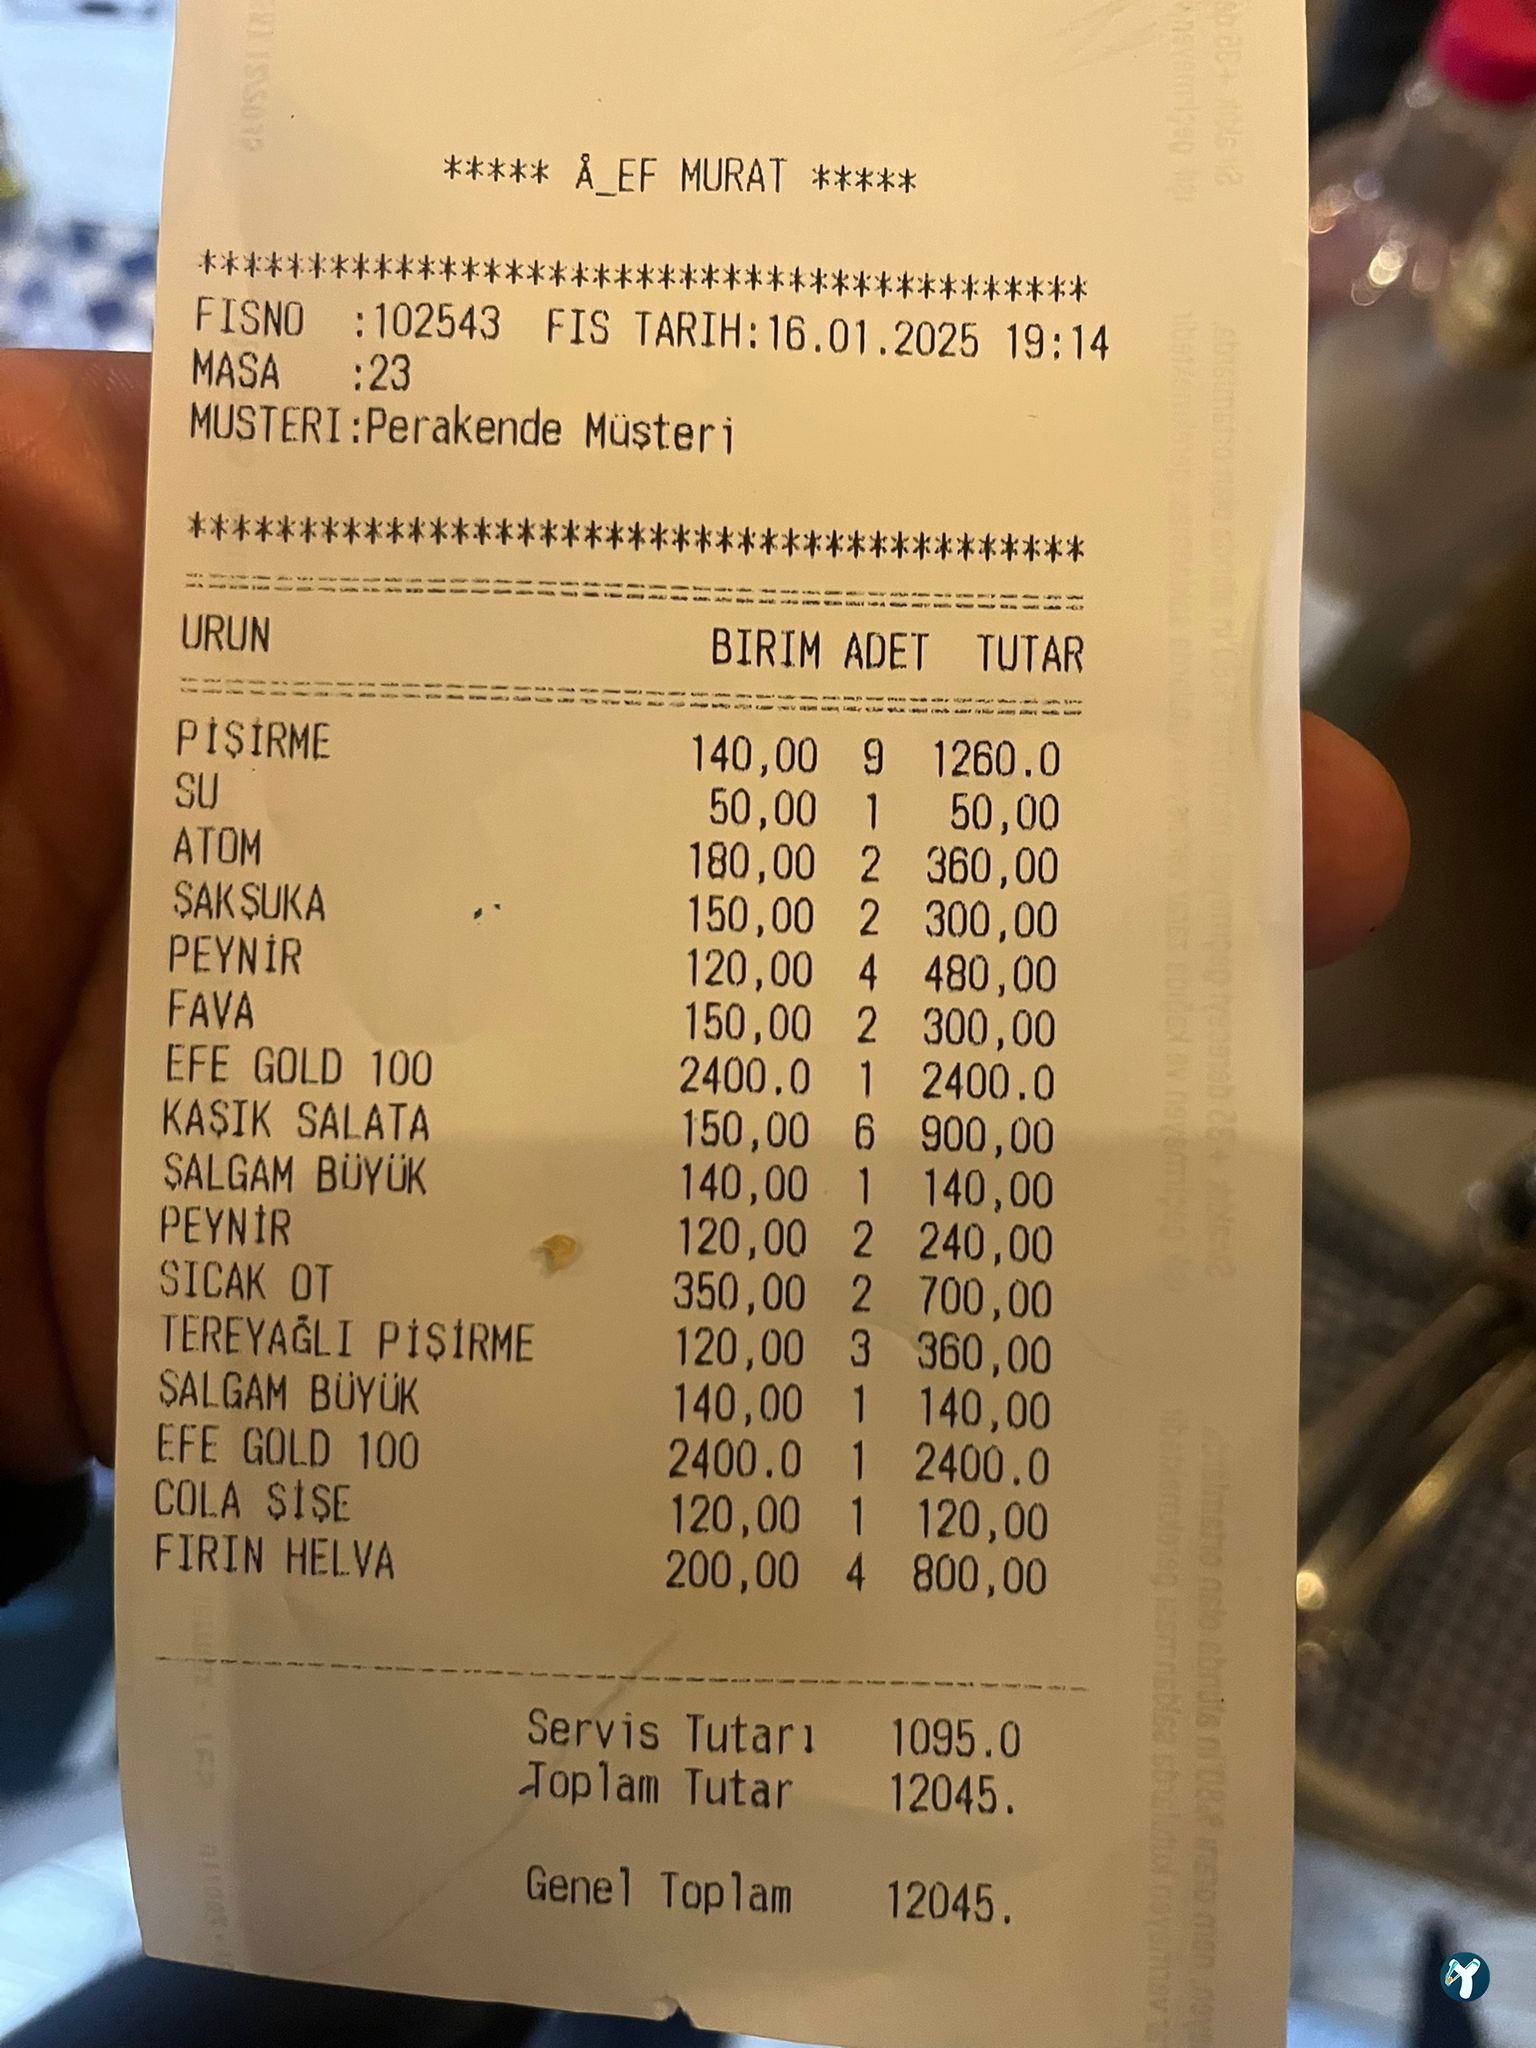 ***** Å_EF MURAT *****
*****************************************
FISNO :102543 FIS TARIH:16.01.2025 19:14
MASA :23
MUSTERI:Perakende Müşteri
*****************************************
URUN BIRIM ADET TUTAR
PİŞİRME 140,00 9 1260.0
SU 50,00 1 50,00
ATOM 180,00 2 360,00
ŞAKŞUKA 150,00 2 300,00
PEYNİR 120,00 4 480,00
FAVA 150,00 2 300,00
EFE GOLD 100 2400.0 1 2400.0
KAŞIK SALATA 150,00 6 900,00
ŞALGAM BÜYÜK 140,00 1 140,00
PEYNİR 120,00 2 240,00
SICAK OT 350,00 2 700,00
TEREYAĞLI PİŞİRME 120,00 3 360,00
ŞALGAM BÜYÜK 140,00 1 140,00
EFE GOLD 100 2400.0 1 2400.0
COLA ŞİŞE 120,00 1 120,00
FIRIN HELVA 200,00 4 800,00
Servis Tutarı 1095.0
Toplam Tutar 12045.
Genel Toplam 12045.